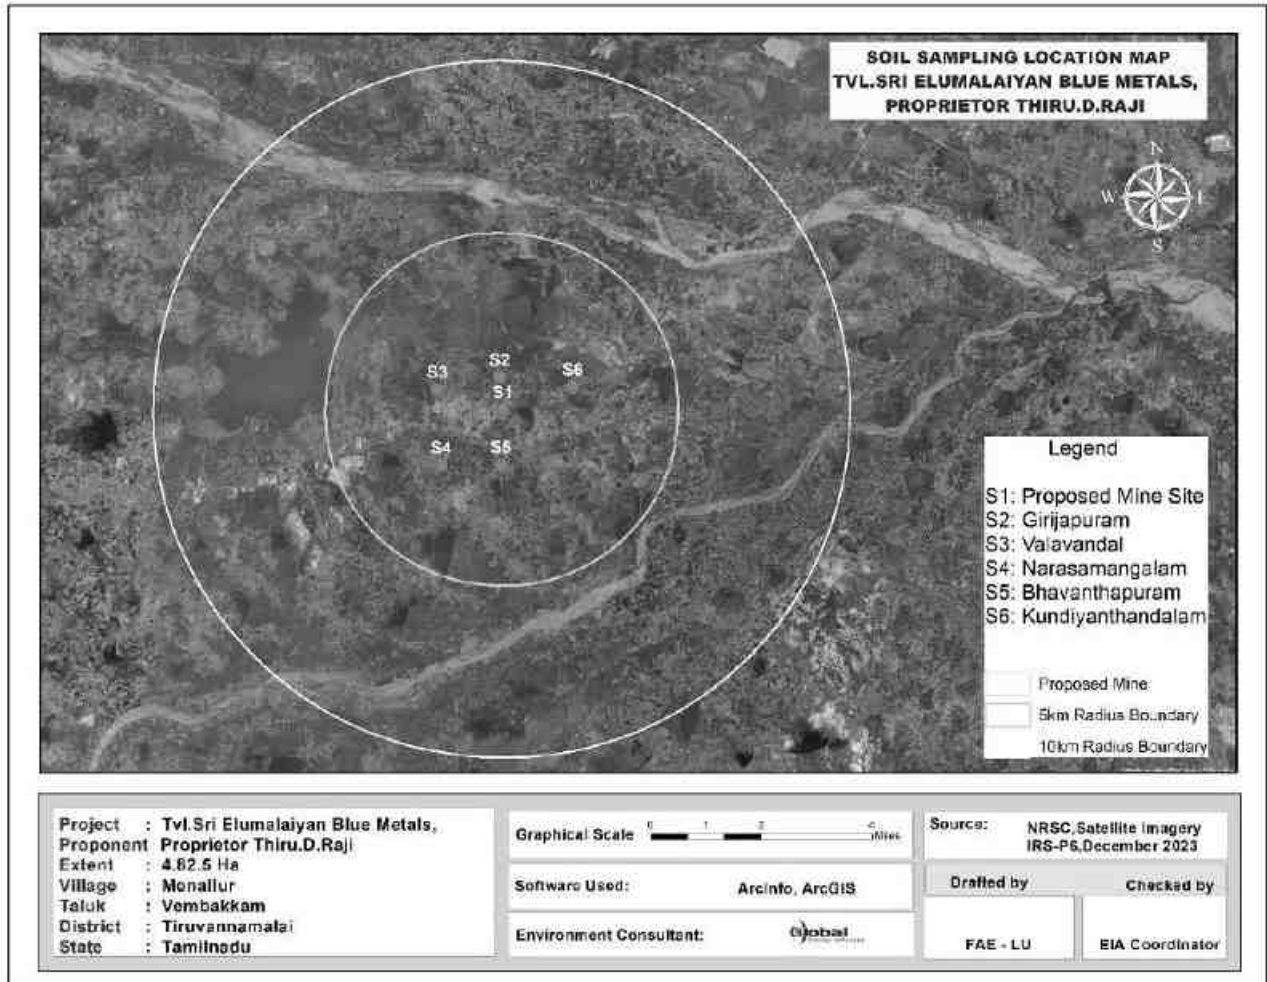 SOIL SAMPLING LOCATION MAP
TVL.SRI ELUMALAIYAN BLUE METALS,
PROPRIETOR THIRU.D.RAJI
N
W
S
S2
S3
S6
S1
S4
S5
Legend
S1: Proposed Mine Site
S2: Girijapuram
S3: Valavandal
S4: Narasamangalam
S5: Bhavanthapuram
S6: Kundiyanthandalam
Proposed Mine
5km Radius Boundary
10km Radius Boundary
Project : Tvl.Sri Elumalaiyan Blue Metals,
Proponent Proprietor Thiru.D.Raji
Extent : 4.82.5 Ha
Village : Menallur
Taluk : Vembakkam
District : Tiruvannamalai
State : Tamilnadu
Graphical Scale 0 1 2 4 Miles
Software Used: ArcInfo, ArcGIS
Environment Consultant: Global
Source: NRSC,Satellite Imagery
IRS-P6,December 2023
Drafted by
Checked by
FAE - LU
EIA Coordinator